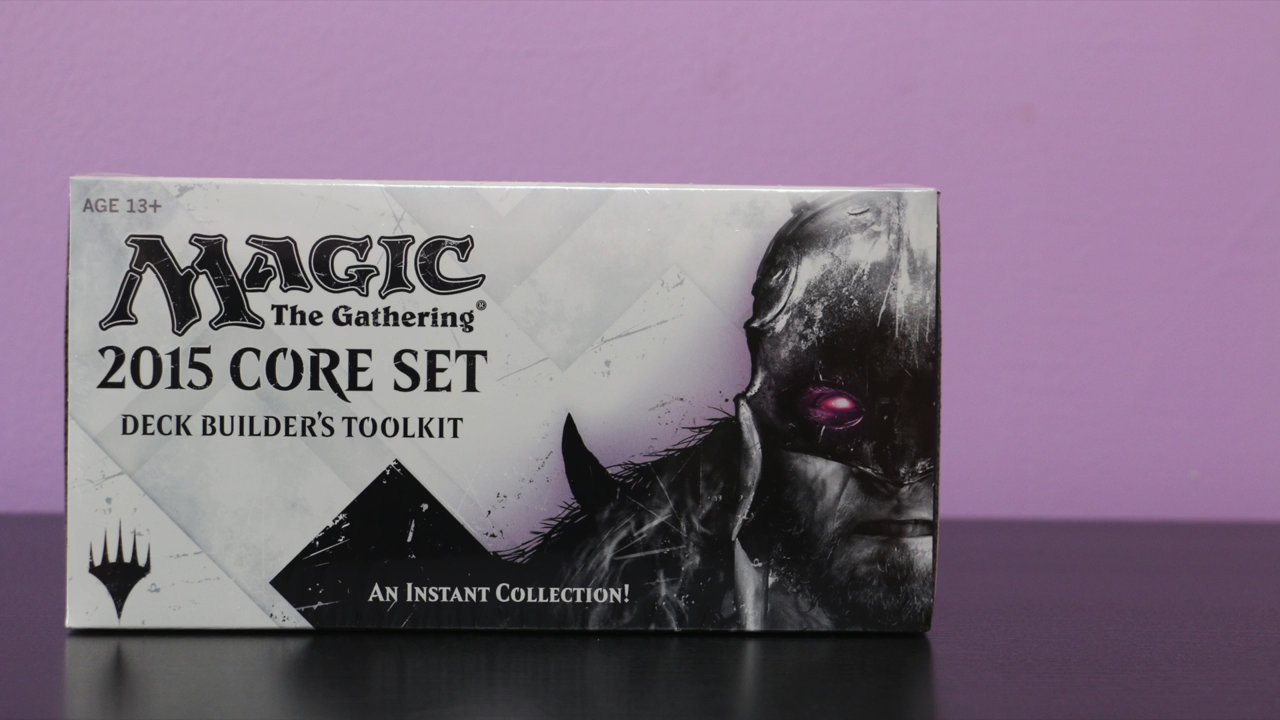 AGE 13+
MAGIC
The Gathering®
2015 CORE SET
DECK BUILDER'S TOOLKIT
AN INSTANT COLLECTION!